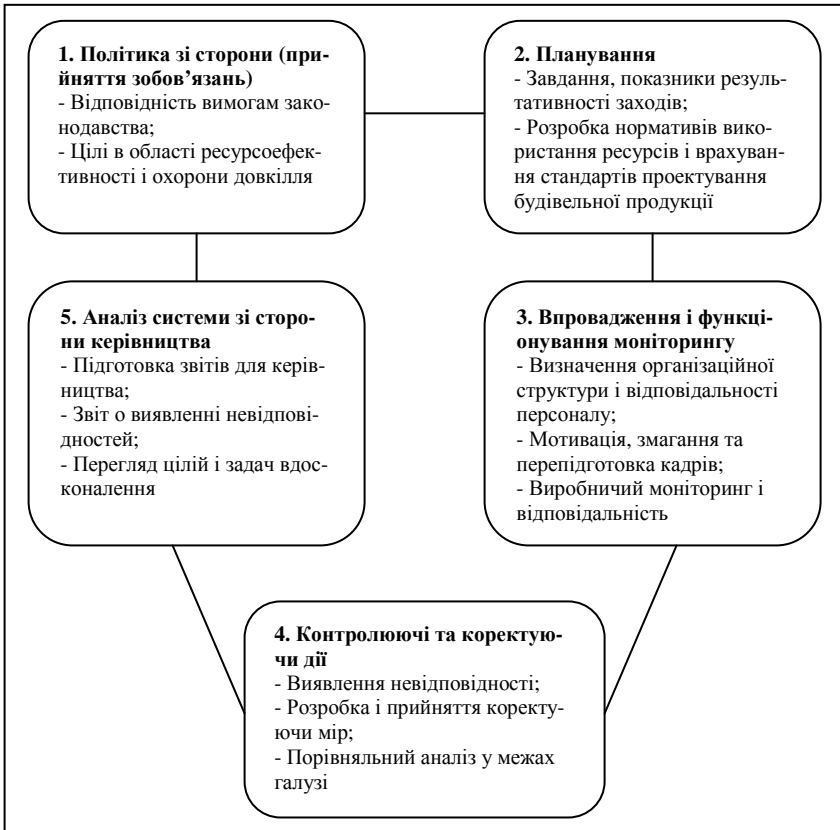 1. Політика зі сторони (при-
йняття зобов’язань)
- Відповідність вимогам зако-
нодавства;
- Цілі в області ресурсоефек-
тивності і охорони довкілля
2. Планування
- Завдання, показники резуль-
тативності заходів;
- Розробка нормативів вико-
ристання ресурсів і врахуван-
ня стандартів проектування
будівельної продукції
3. Впровадження і функці-
онування моніторингу
- Визначення організаційної
структури і відповідальності
персоналу;
- Мотивація, змагання та
перепідготовка кадрів;
- Виробничий моніторинг і
відповідальність
4. Контролюючі та коректую-
чи дії
- Виявлення невідповідності;
- Розробка і прийняття коректу-
ючи мір;
- Порівняльний аналіз у межах
галузі
5. Аналіз системи зі сторо-
ни керівництва
- Підготовка звітів для керів-
ництва;
- Звіт о виявленні невідпові-
дностей;
- Перегляд цілій і задач вдос-
коналення